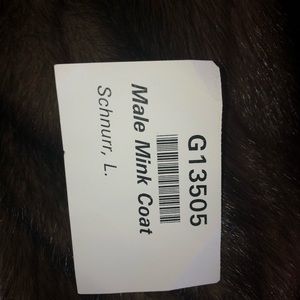 G13505
Male Mink Coat
Schnurr, L.